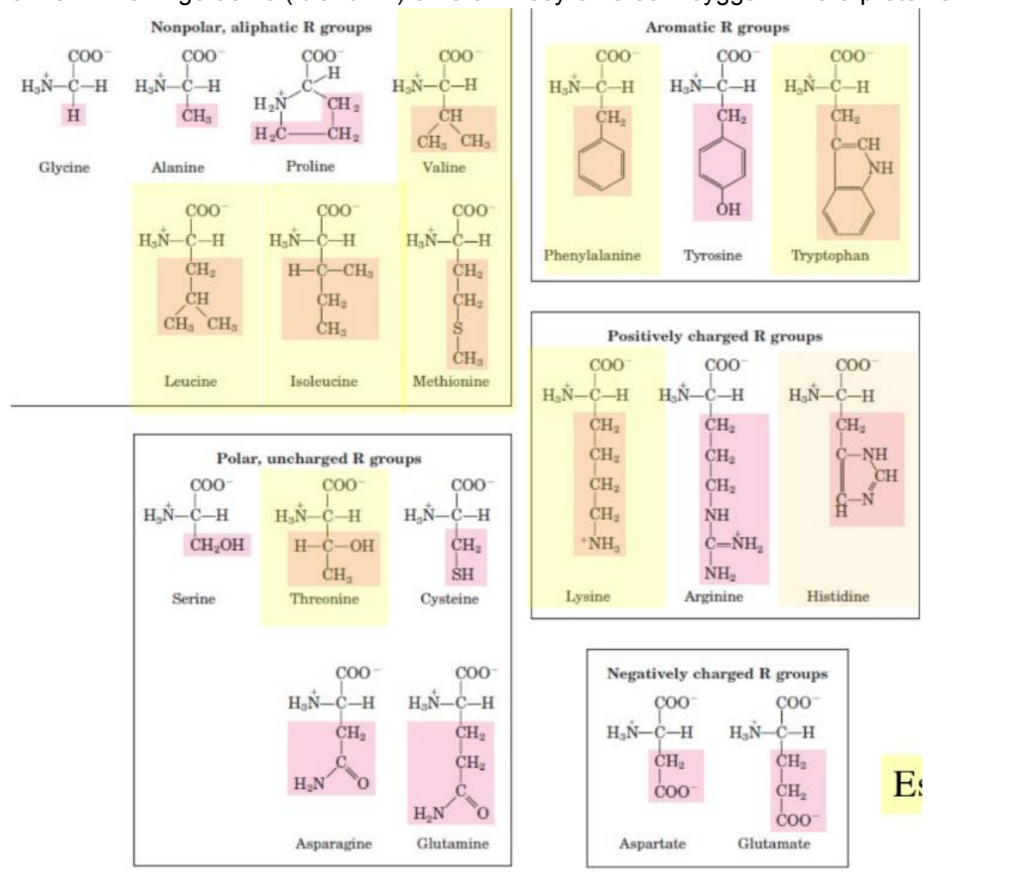 Nonpolar, aliphatic R groups
COO⁻ COO⁻ COO⁻ COO⁻
H₃N⁺–C–H H₃N⁺–C–H H₂N⁺ C H H₃N⁺–C–H
H CH₃ CH₂ CH
H₂C CH₂ CH₃ CH₃
Glycine Alanine Proline Valine
COO⁻ COO⁻ COO⁻
H₃N⁺–C–H H₃N⁺–C–H H₃N⁺–C–H
CH₂ H–C–CH₃ CH₂
CH CH₂ CH₂
CH₃ CH₃ CH₃ S
CH₃
Leucine Isoleucine Methionine
Aromatic R groups
COO⁻ COO⁻ COO⁻
H₃N⁺–C–H H₃N⁺–C–H H₃N⁺–C–H
CH₂ CH₂ CH₂
C=CH
NH
OH
Phenylalanine Tyrosine Tryptophan
Positively charged R groups
COO⁻ COO⁻ COO⁻
H₃N⁺–C–H H₃N⁺–C–H H₃N⁺–C–H
CH₂ CH₂ CH₂
CH₂ CH₂ C–NH
CH₂ CH₂ CH
CH₂ NH C–N
H
⁺NH₃ C=N⁺H₂
NH₂
Lysine Arginine Histidine
Polar, uncharged R groups
COO⁻ COO⁻ COO⁻
H₃N⁺–C–H H₃N⁺–C–H H₃N⁺–C–H
CH₂OH H–C–OH CH₂
CH₃ SH
Serine Threonine Cysteine
COO⁻ COO⁻
H₃N⁺–C–H H₃N⁺–C–H
CH₂ CH₂
C CH₂
H₂N O C
H₂N O
Asparagine Glutamine
Negatively charged R groups
COO⁻ COO⁻
H₃N⁺–C–H H₃N⁺–C–H
CH₂ CH₂
COO⁻ CH₂
COO⁻
Aspartate Glutamate